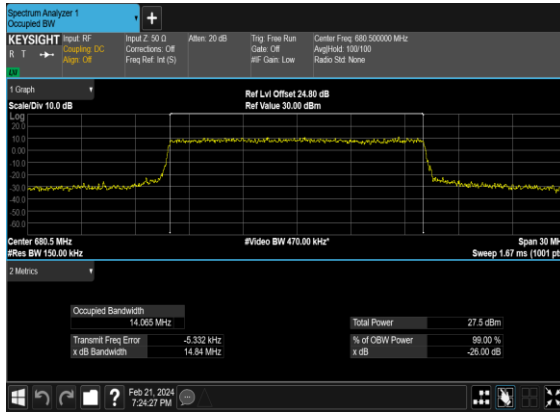 Spectrum Analyzer 1
Occupied BW
+
KEYSIGHT
R T
LW
Input: RF
Coupling: DC
Align: Off
Input Z: 50 Ω
Corrections: Off
Freq Ref: Int (S)
Atten: 20 dB
Trig: Free Run
Gate: Off
#IF Gain: Low
Center Freq: 680.500000 MHz
Avg|Hold: 100/100
Radio Std: None
1 Graph
Scale/Div 10.0 dB
Ref Lvl Offset 24.80 dB
Ref Value 30.00 dBm
Log
20.0
10.0
0.00
-10.0
-20.0
-30.0
-40.0
-50.0
-60.0
Center 680.5 MHz
#Video BW 470.00 kHz*
Span 30 MH
#Res BW 150.00 kHz
Sweep 1.67 ms (1001 pt
2 Metrics
Occupied Bandwidth
14.065 MHz
Total Power 27.5 dBm
Transmit Freq Error -5.332 kHz
% of OBW Power 99.00 %
x dB Bandwidth 14.84 MHz
x dB -26.00 dB
?
Feb 21, 2024
7:24:27 PM